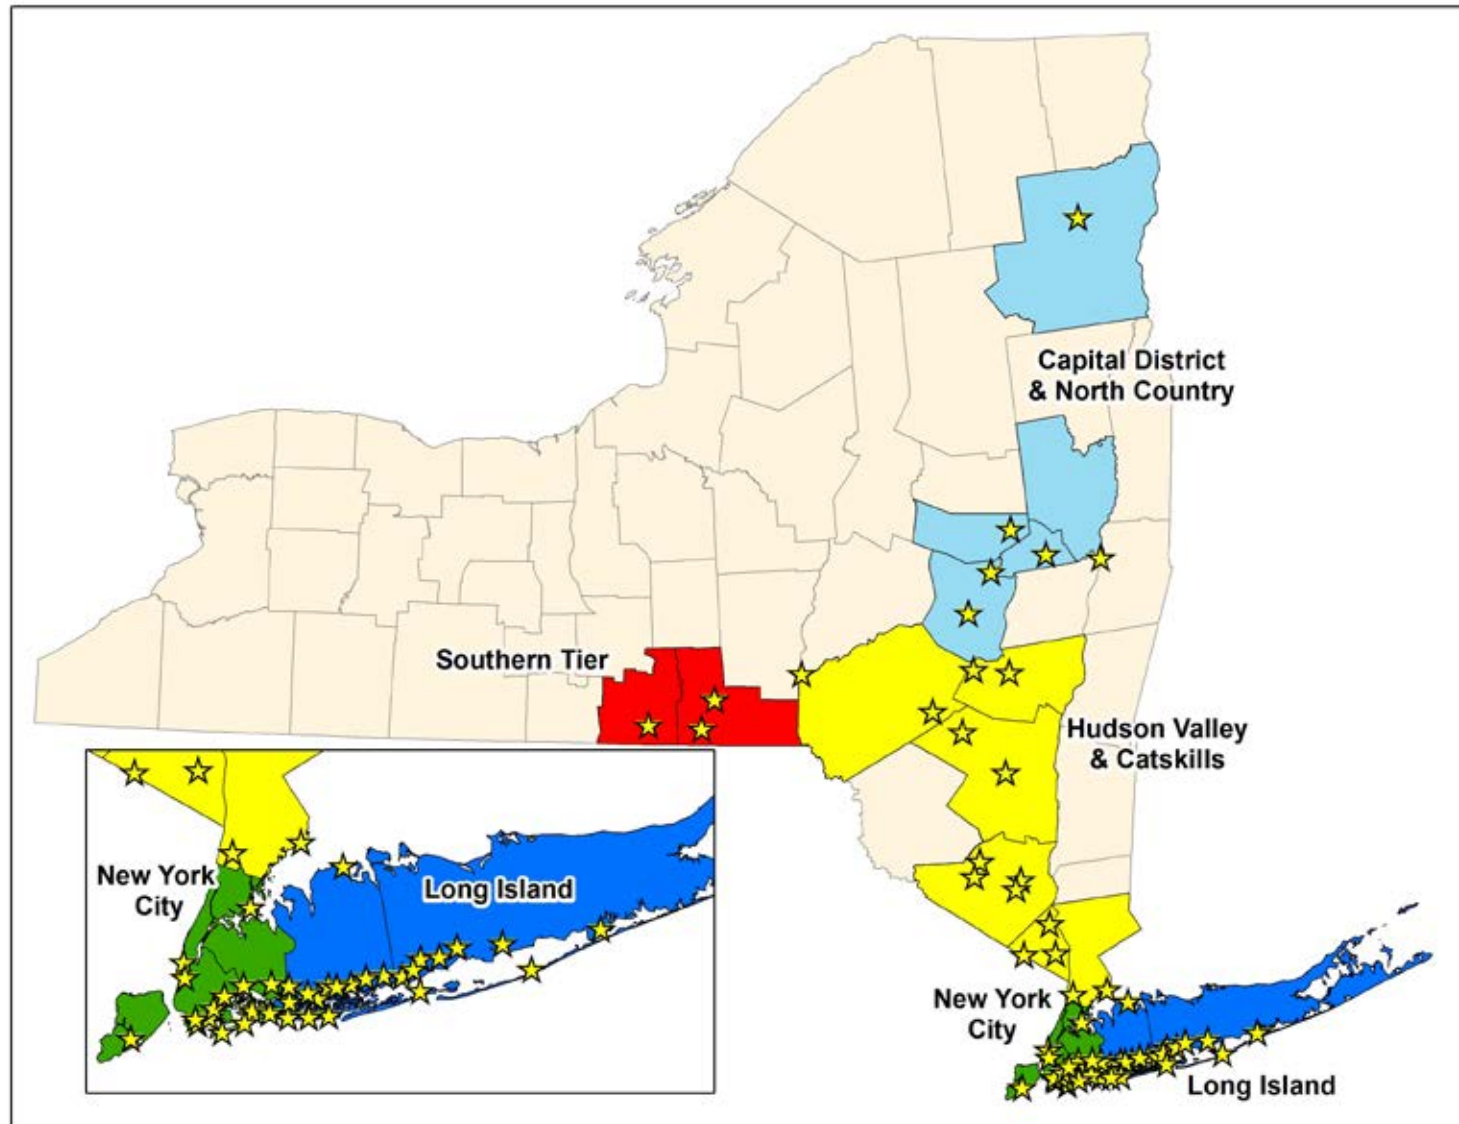 Capital District
& North Country
Southern Tier
Hudson Valley
& Catskills
New York
City
Long Island
New York
City
Long Island